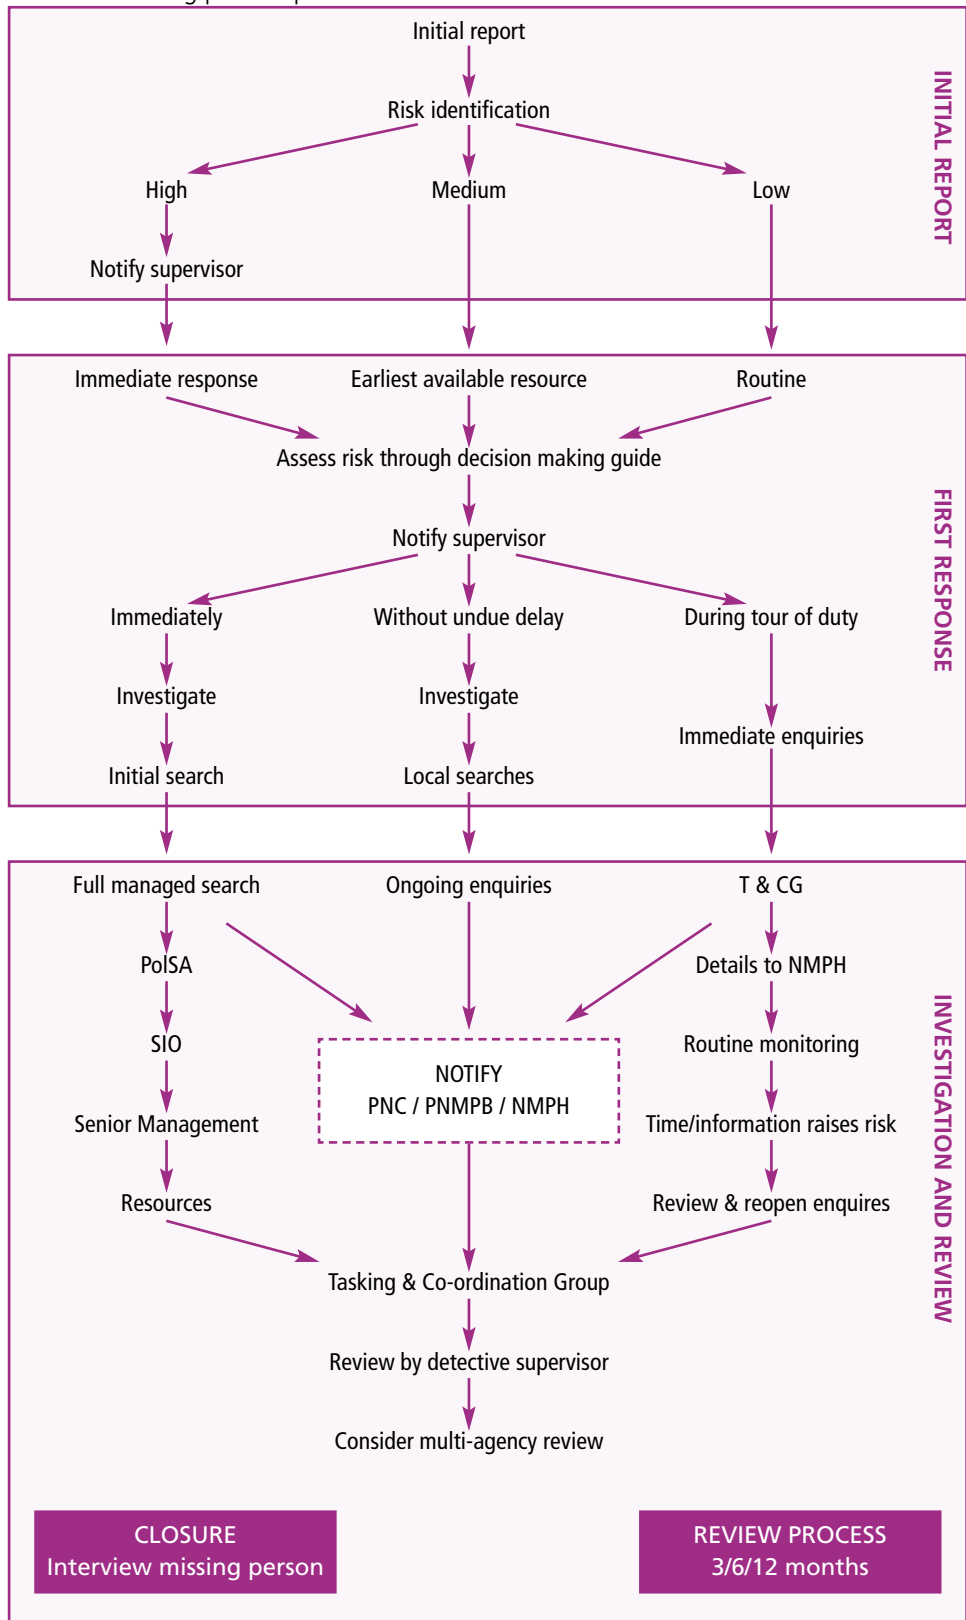 Initial report
Risk identification
High
Medium
Low
Notify supervisor
INITIAL REPORT
Immediate response
Earliest available resource
Routine
Assess risk through decision making guide
Notify supervisor
Immediately
Without undue delay
During tour of duty
Investigate
Investigate
Immediate enquiries
Initial search
Local searches
FIRST RESPONSE
Full managed search
Ongoing enquiries
T & CG
PolSA
Details to NMPH
SIO
Routine monitoring
NOTIFY
PNC / PNMPB / NMPH
Senior Management
Time/information raises risk
Resources
Review & reopen enquires
Tasking & Co-ordination Group
Review by detective supervisor
Consider multi-agency review
INVESTIGATION AND REVIEW
CLOSURE
Interview missing person
REVIEW PROCESS
3/6/12 months